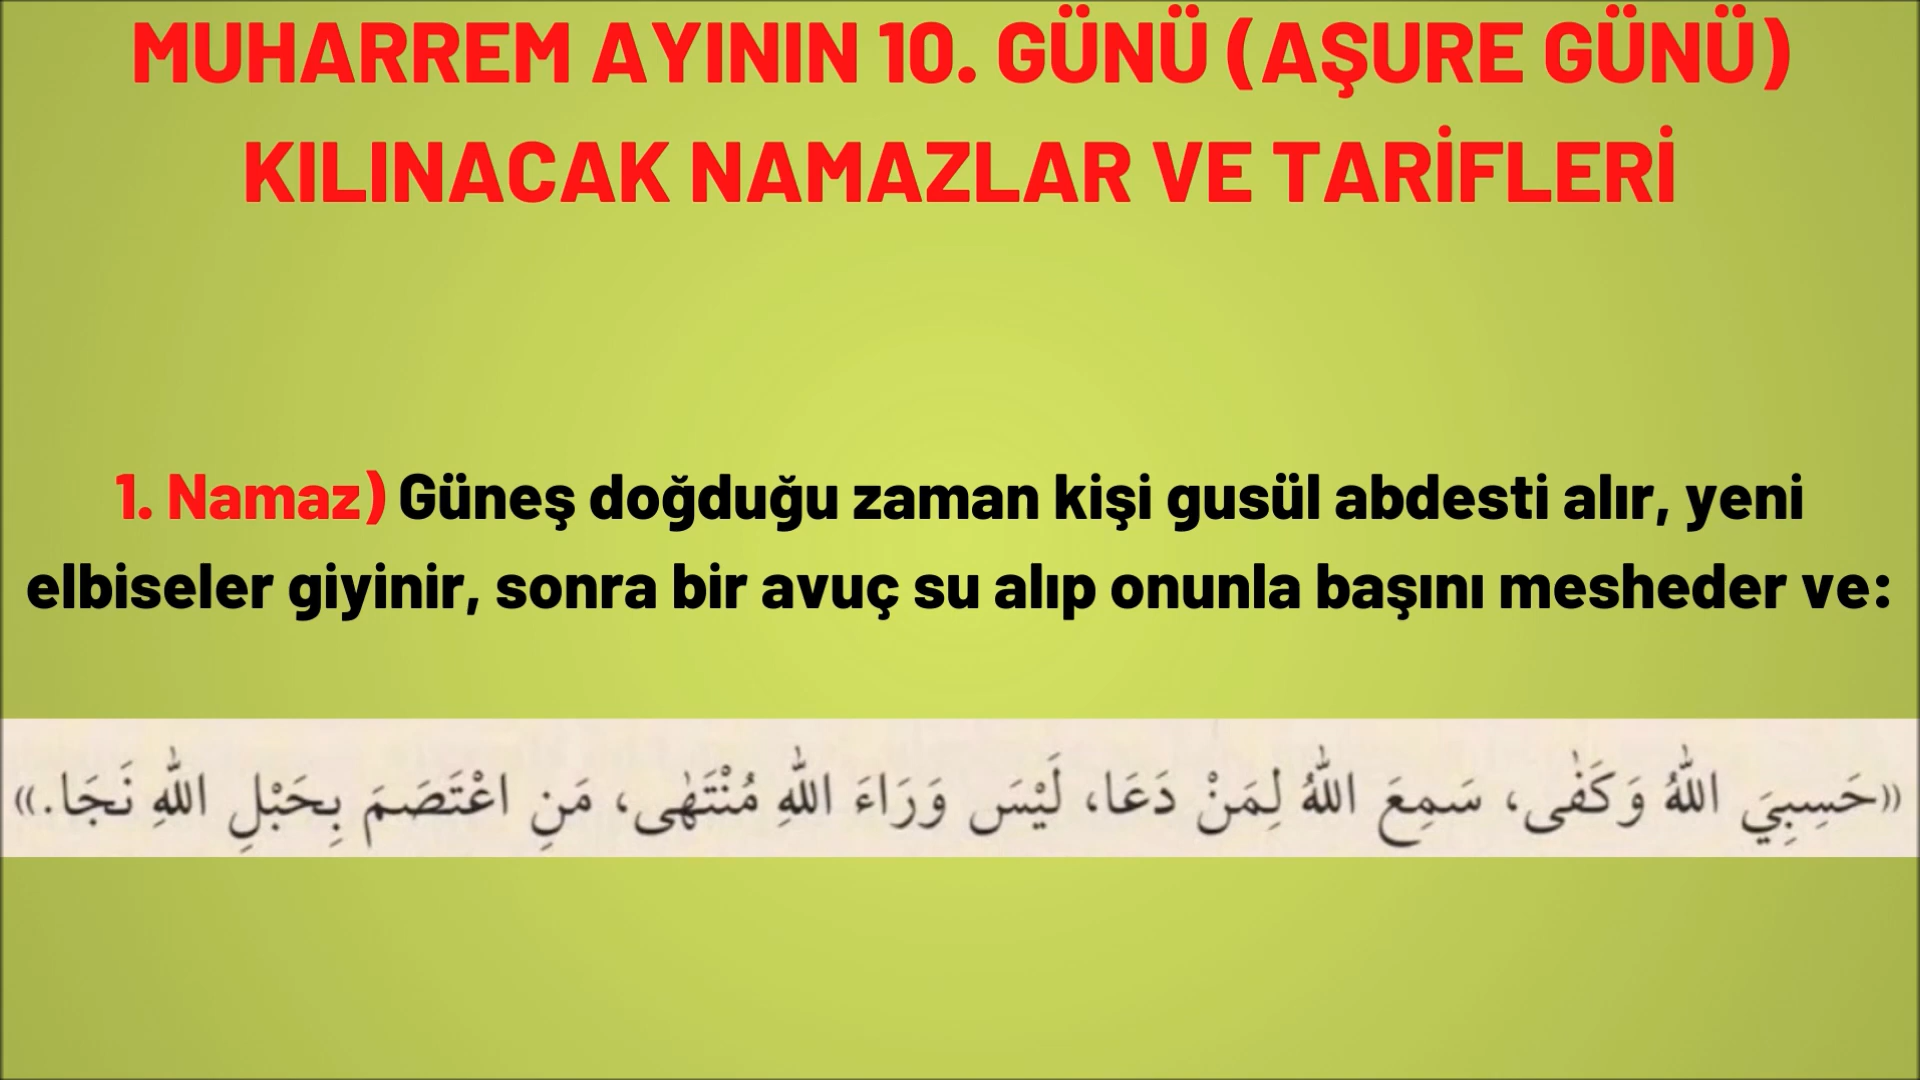 MUHARREM AYININ 10. GÜNÜ (AŞURE GÜNÜ)
KILINACAK NAMAZLAR VE TARİFLERİ
1. Namaz) Güneş doğduğu zaman kişi gusül abdesti alır, yeni
elbiseler giyinir, sonra bir avuç su alıp onunla başını mesheder ve:
«حَسِبِيَ اللّٰهُ وَكَفٰى، سَمِعَ اللّٰهُ لِمَنْ دَعَا، لَيْسَ وَرَاءَ اللّٰهِ مُنْتَهٰى، مَنِ اعْتَصَمَ بِحَبْلِ اللّٰهِ نَجَا.»